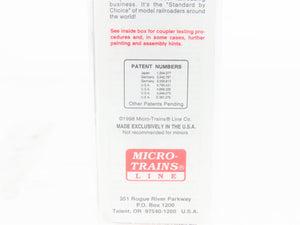 business. It's the "Standard by
Choice" of model railroaders around
the world!
See inside box for coupler testing pro-
cedures and, in some cases, further
painting and assembly hints.
PATENT NUMBERS
Japan
Germany
Germany
U.S.A.
U.S.A.
U.S.A.
U.S.A.
Other Patents Pending
©1998 Micro-Trains® Line Co.
MADE EXCLUSIVELY IN THE U.S.A.
Not recommended for minors
MICRO-
TRAINS®
LINE
351 Rogue River Parkway
P.O. Box 1200
Talent, OR 97540-1200 U.S.A.